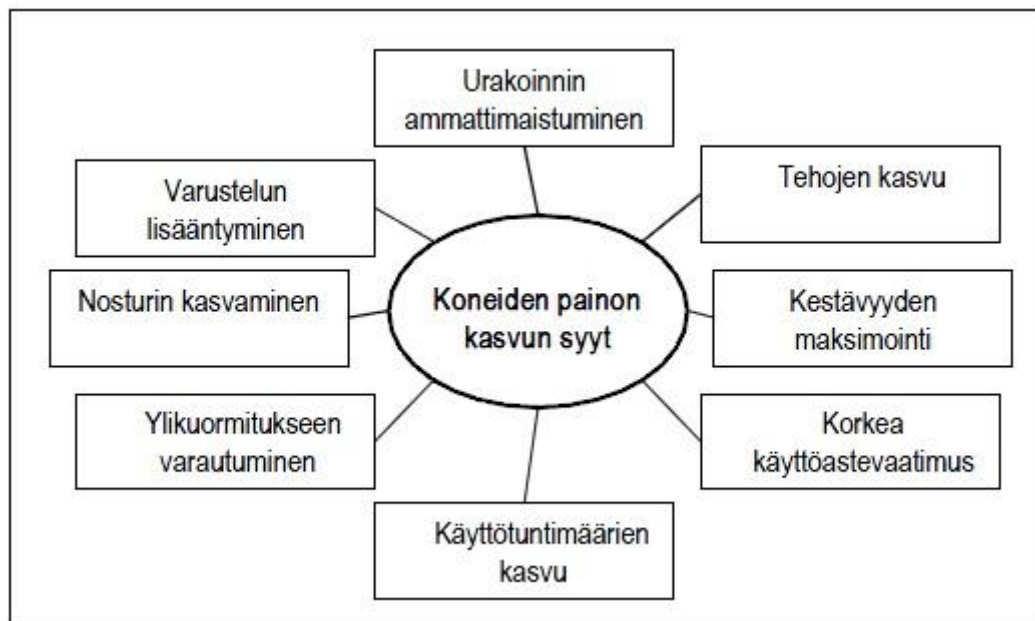 Urakoinnin
ammattimaistuminen
Tehojen kasvu
Varustelun
lisääntyminen
Nosturin kasvaminen
Koneiden painon
kasvun syyt
Kestävyyden
maksimointi
Ylikuormitukseen
varautuminen
Korkea
käyttöastevaatimus
Käyttötuntimäärien
kasvu